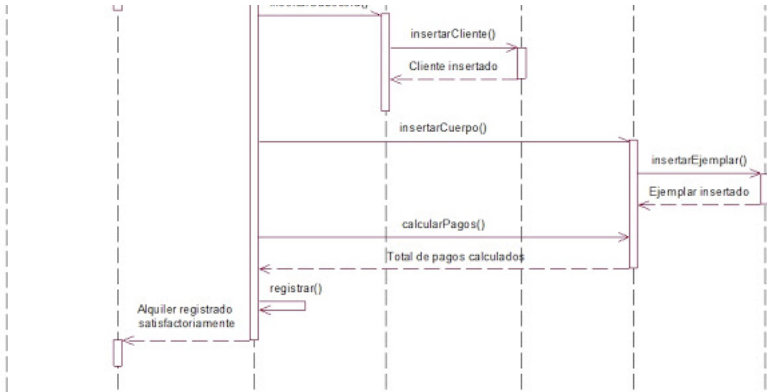 insertarCliente()
Cliente insertado
insertarCuerpo()
insertarEjemplar()
Ejemplar insertado
calcularPagos()
Total de pagos calculados
registrar()
Alquiler registrado
satisfactoriamente